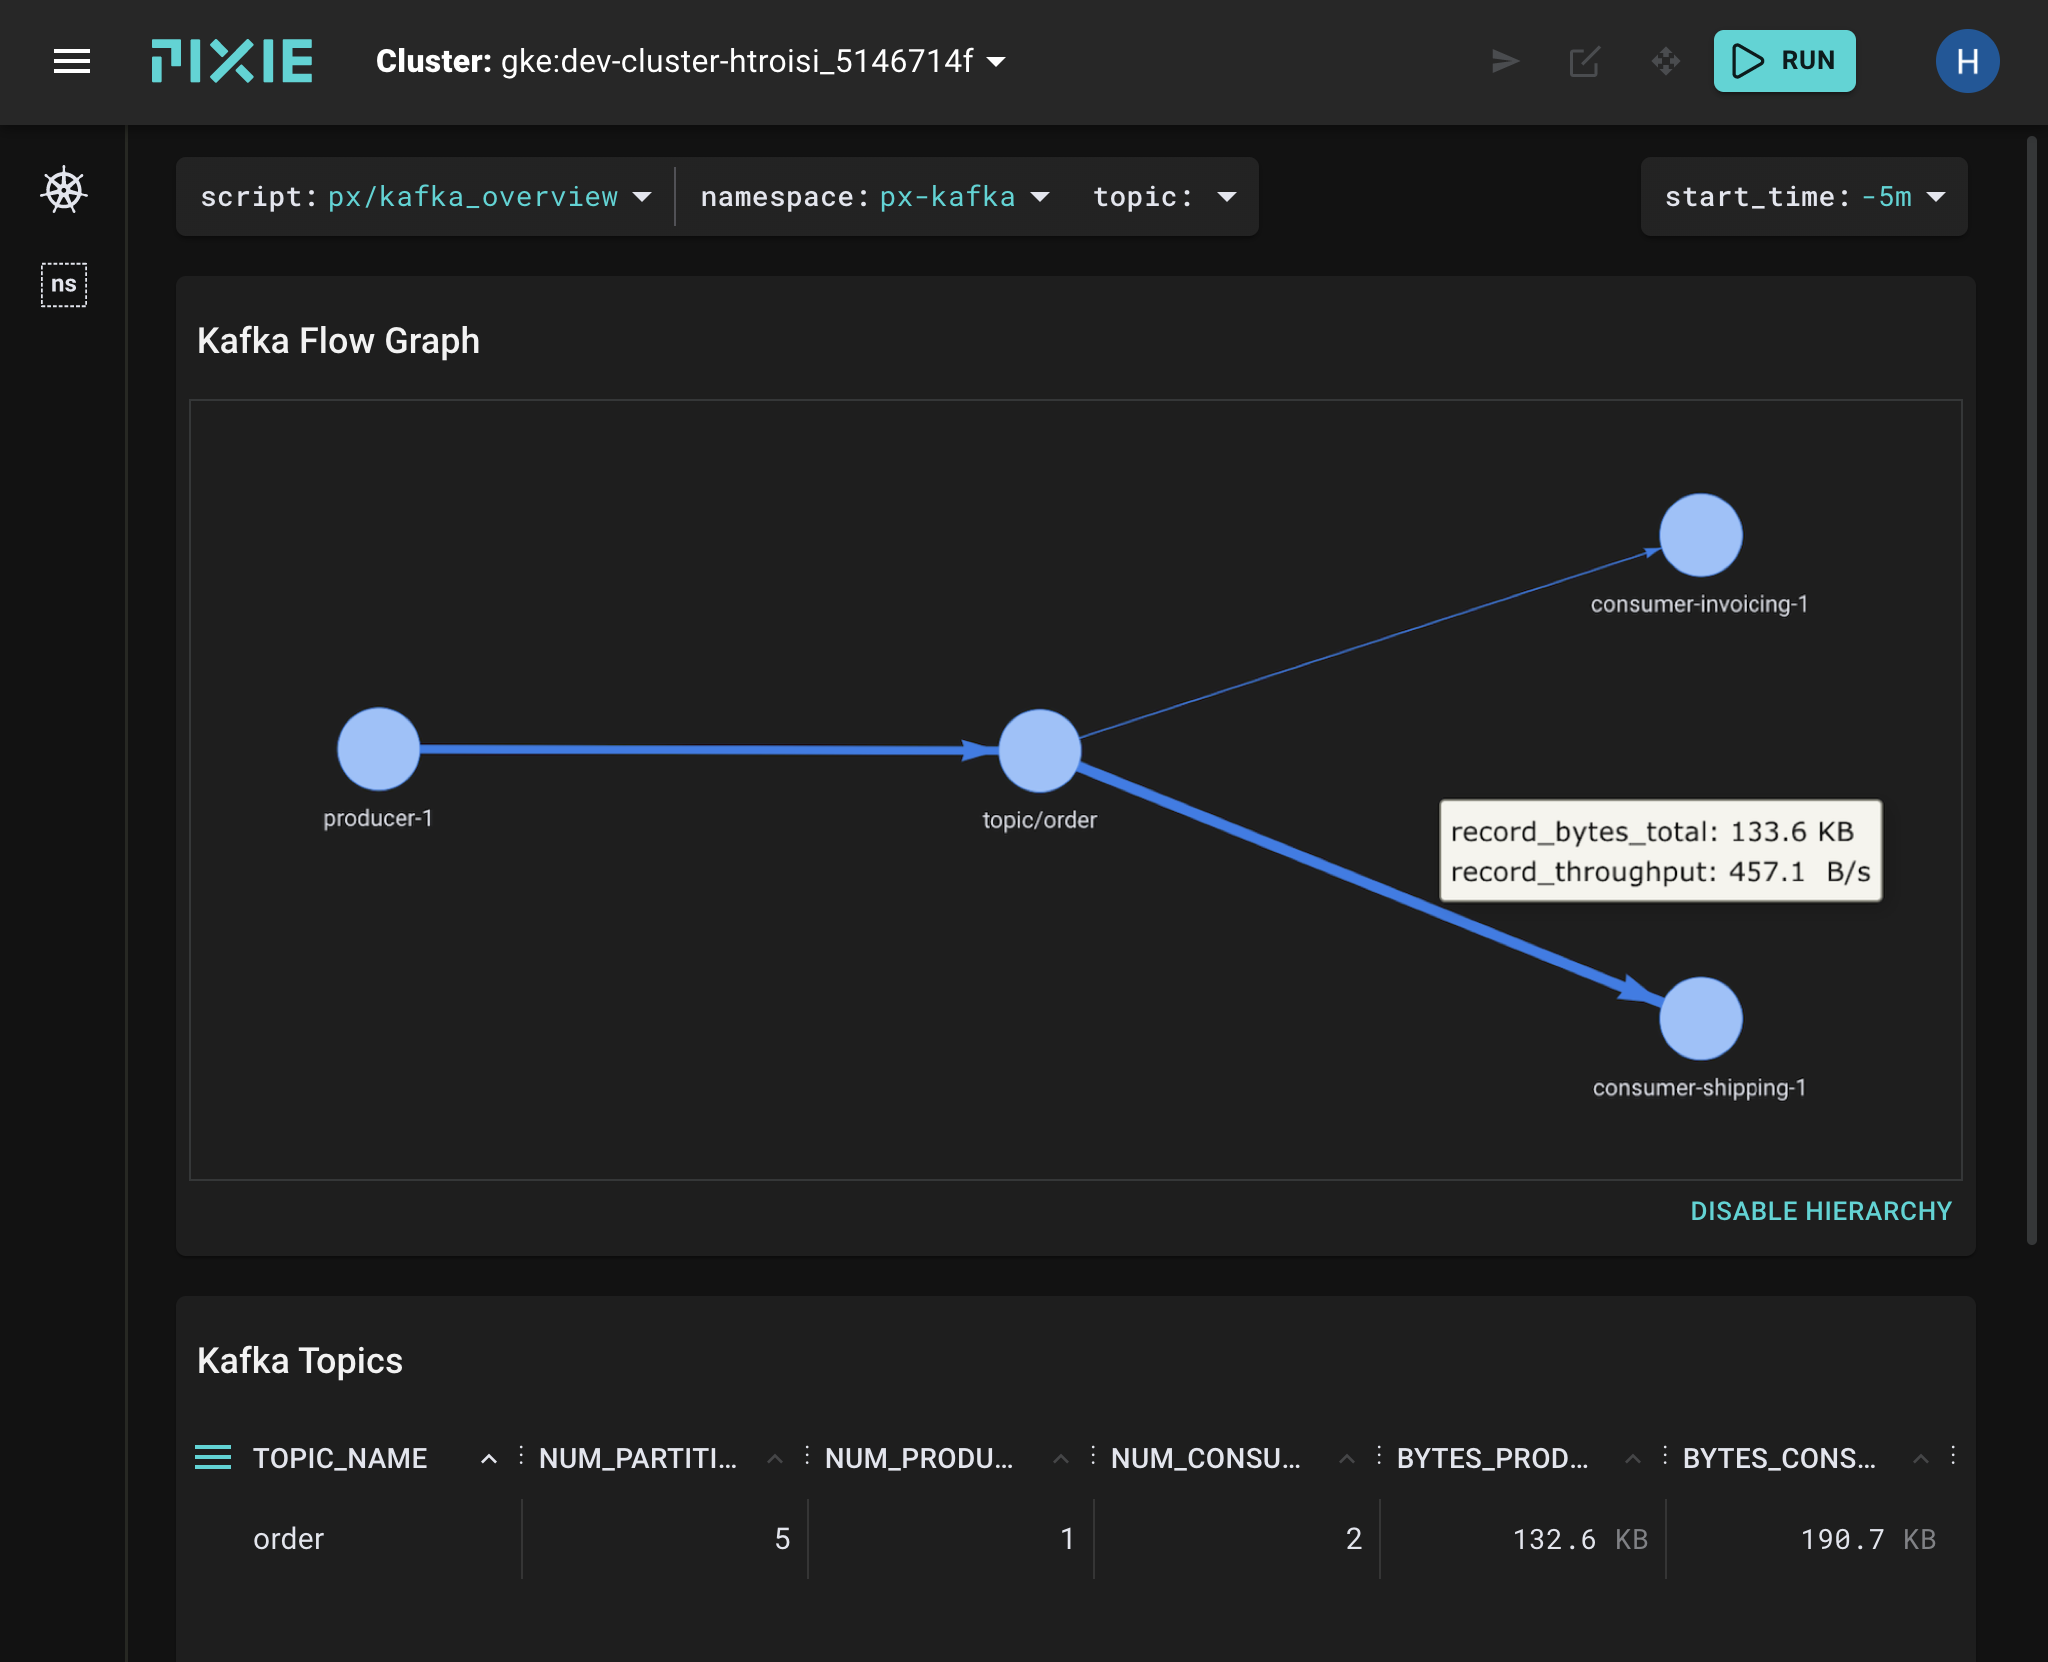 PIXIE Cluster: gke:dev-cluster-htroisi_5146714f RUN H
script: px/kafka_overview namespace: px-kafka topic: start_time: -5m
ns
Kafka Flow Graph
consumer-invoicing-1
producer-1
topic/order
record_bytes_total: 133.6 KB
record_throughput: 457.1 B/s
consumer-shipping-1
DISABLE HIERARCHY
Kafka Topics
TOPIC_NAME NUM_PARTITI... NUM_PRODU... NUM_CONSU... BYTES_PROD... BYTES_CONS...
order 5 1 2 132.6 KB 190.7 KB